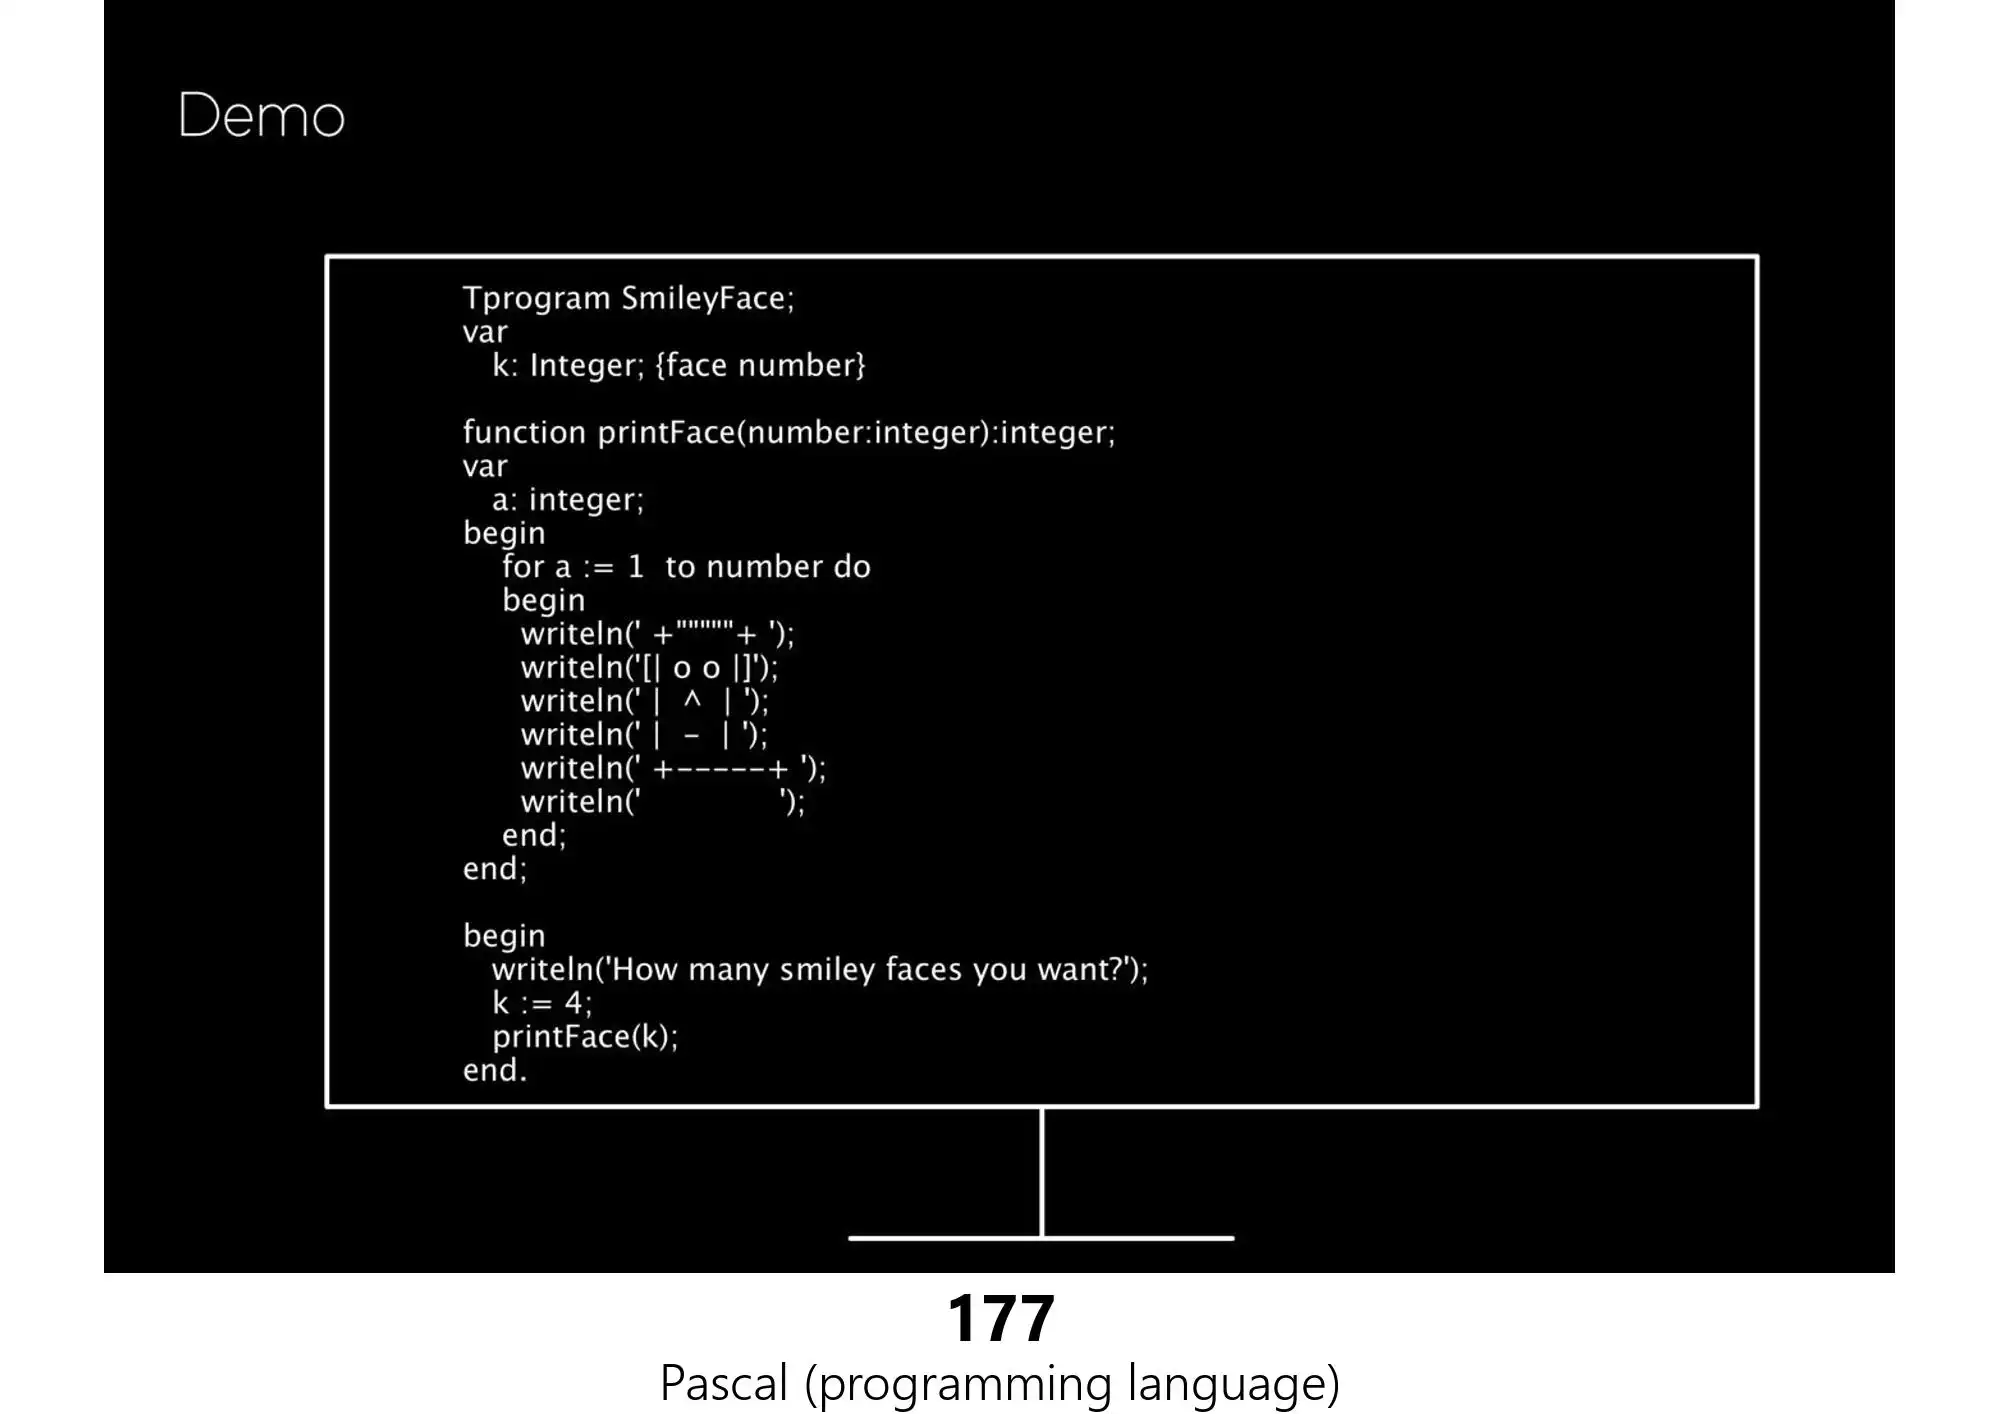 Demo
Tprogram SmileyFace;
var
k: Integer; {face number}
function printFace(number:integer):integer;
var
a: integer;
begin
for a := 1  to number do
begin
writeln(' +"""""+ ');
writeln('[| o o |]');
writeln(' |  ^  | ');
writeln(' |  -  | ');
writeln(' +-----+ ');
writeln('         ');
end;
end;
begin
writeln('How many smiley faces you want?');
k := 4;
printFace(k);
end.
177
Pascal (programming language)